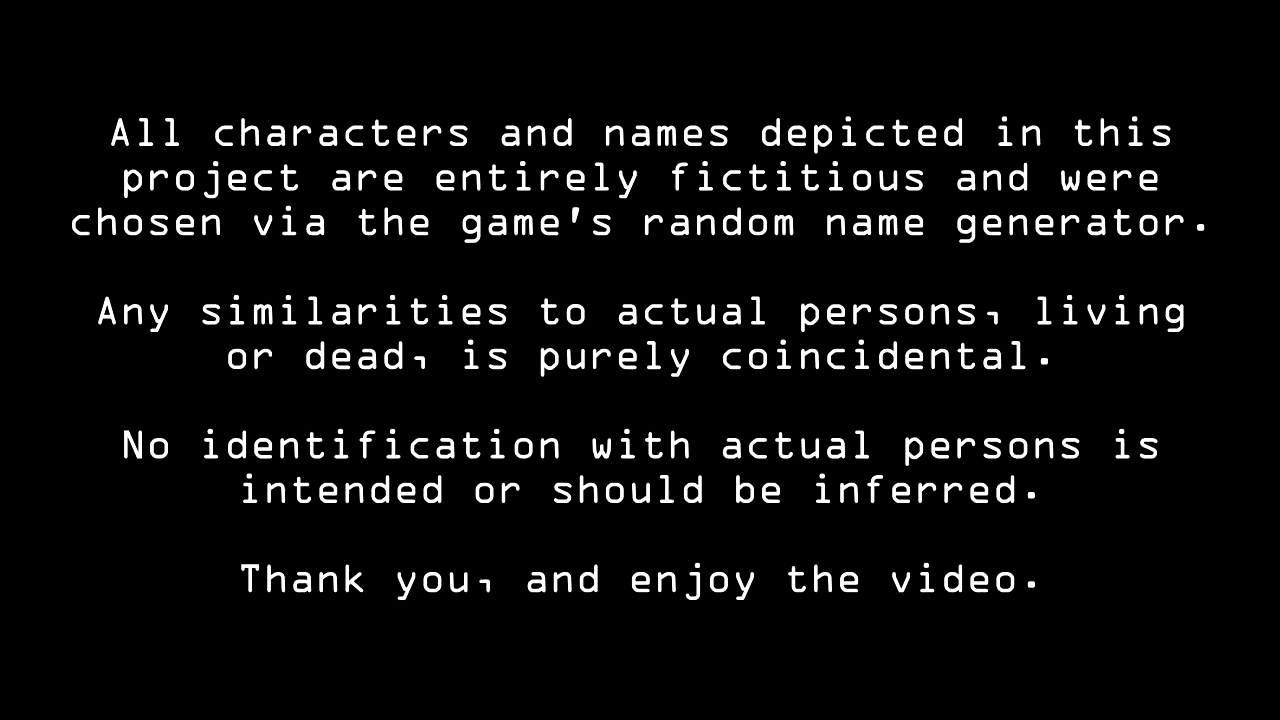 All characters and names depicted in this
project are entirely fictitious and were
chosen via the game's random name generator.
Any similarities to actual persons, living
or dead, is purely coincidental.
No identification with actual persons is
intended or should be inferred.
Thank you, and enjoy the video.